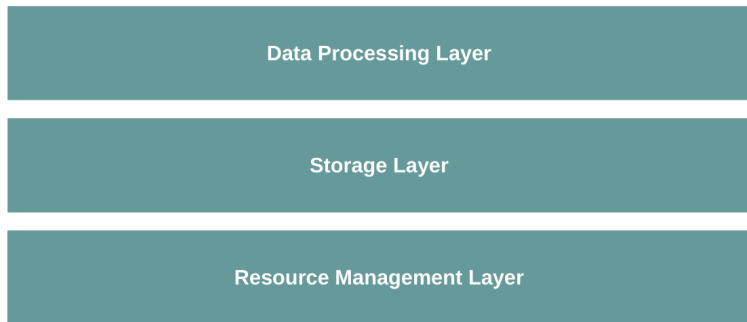 Data Processing Layer
Storage Layer
Resource Management Layer